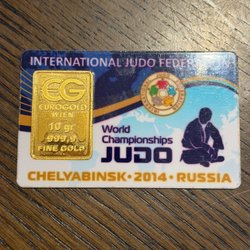 INTERNATIONAL JUDO FEDERATION
EG
EUROGOLD
WIEN
10 gr
999,9
FINE GOLD
World
Championships
JUDO
CHELYABINSK • 2014 • RUSSIA